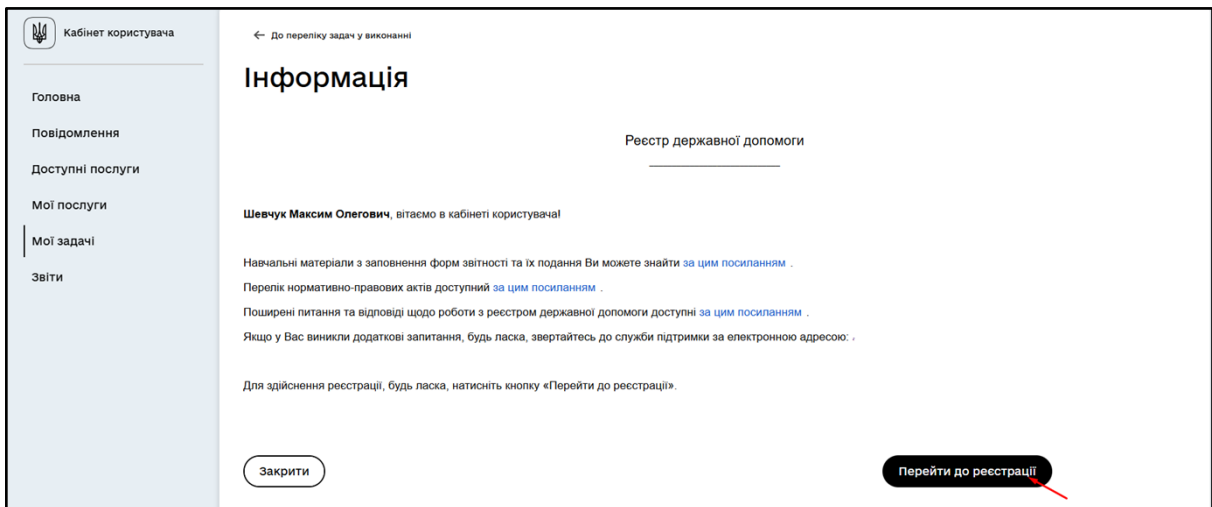 Кабінет користувача
Головна
Повідомлення
Доступні послуги
Мої послуги
Мої задачі
Звіти
← До переліку задач у виконанні
Інформація
Реєстр державної допомоги
Шевчук Максим Олегович, вітаємо в кабінеті користувача!
Навчальні матеріали з заповнення форм звітності та їх подання Ви можете знайти за цим посиланням .
Перелік нормативно-правових актів доступний за цим посиланням .
Поширені питання та відповіді щодо роботи з реєстром державної допомоги доступні за цим посиланням .
Якщо у Вас виникли додаткові запитання, будь ласка, звертайтесь до служби підтримки за електронною адресою:
Для здійснення реєстрації, будь ласка, натисніть кнопку «Перейти до реєстрації».
Закрити
Перейти до реєстрації